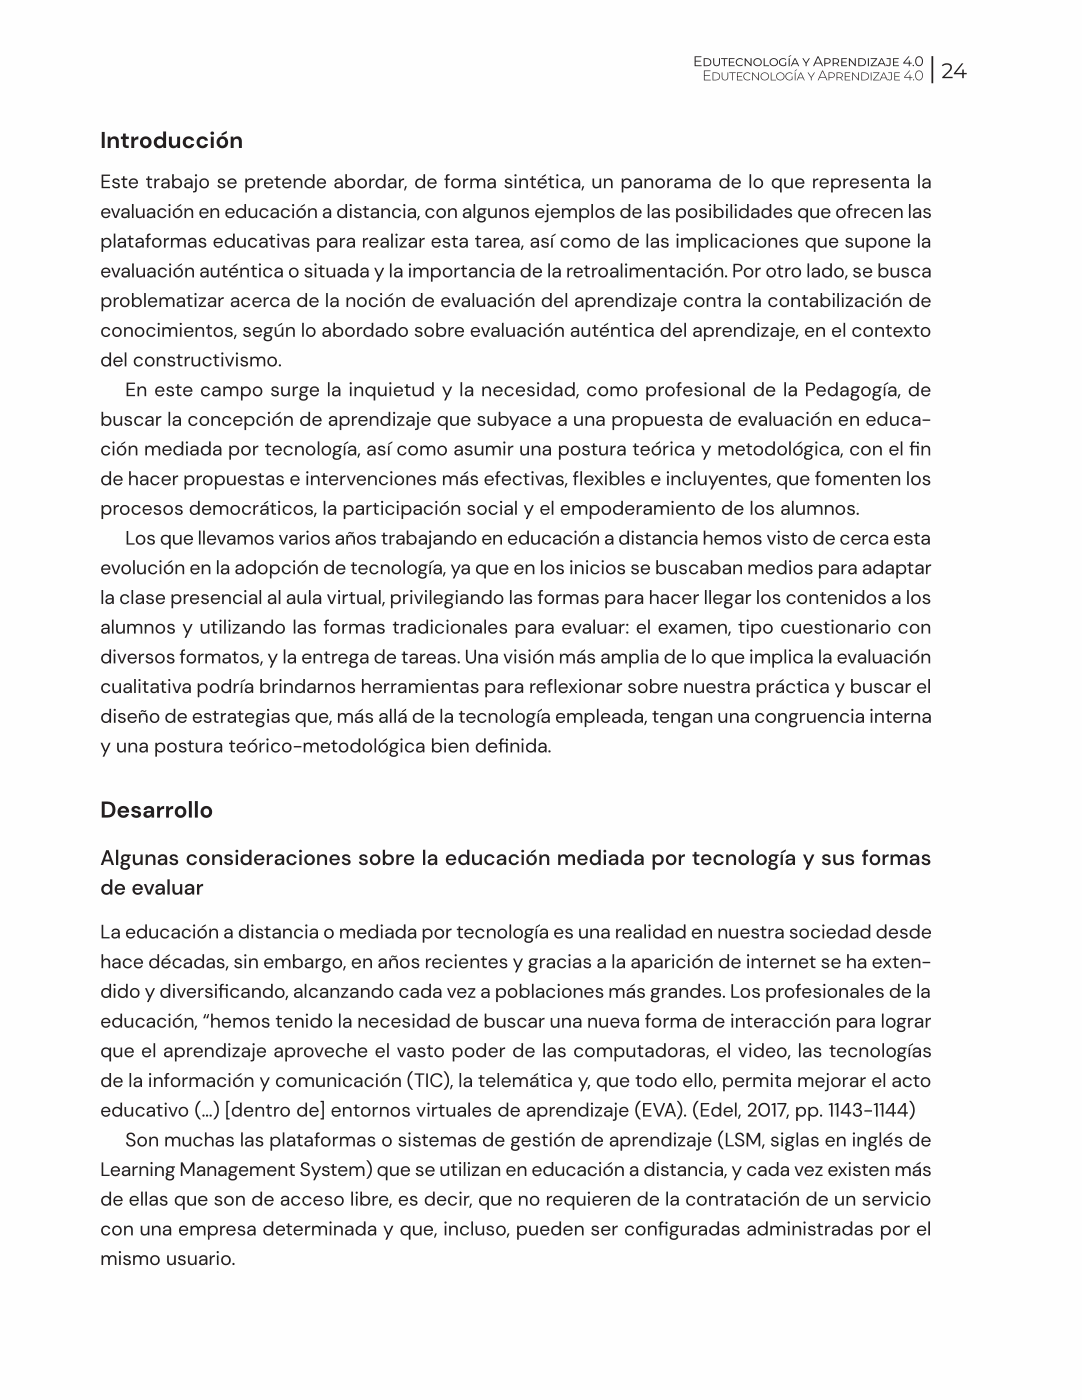 Edutecnología y Aprendizaje 4.0
Edutecnología y Aprendizaje 4.0
24
Introducción
Este trabajo se pretende abordar, de forma sintética, un panorama de lo que representa la
evaluación en educación a distancia, con algunos ejemplos de las posibilidades que ofrecen las
plataformas educativas para realizar esta tarea, así como de las implicaciones que supone la
evaluación auténtica o situada y la importancia de la retroalimentación. Por otro lado, se busca
problematizar acerca de la noción de evaluación del aprendizaje contra la contabilización de
conocimientos, según lo abordado sobre evaluación auténtica del aprendizaje, en el contexto
del constructivismo.
En este campo surge la inquietud y la necesidad, como profesional de la Pedagogía, de
buscar la concepción de aprendizaje que subyace a una propuesta de evaluación en educa-
ción mediada por tecnología, así como asumir una postura teórica y metodológica, con el fin
de hacer propuestas e intervenciones más efectivas, flexibles e incluyentes, que fomenten los
procesos democráticos, la participación social y el empoderamiento de los alumnos.
Los que llevamos varios años trabajando en educación a distancia hemos visto de cerca esta
evolución en la adopción de tecnología, ya que en los inicios se buscaban medios para adaptar
la clase presencial al aula virtual, privilegiando las formas para hacer llegar los contenidos a los
alumnos y utilizando las formas tradicionales para evaluar: el examen, tipo cuestionario con
diversos formatos, y la entrega de tareas. Una visión más amplia de lo que implica la evaluación
cualitativa podría brindarnos herramientas para reflexionar sobre nuestra práctica y buscar el
diseño de estrategias que, más allá de la tecnología empleada, tengan una congruencia interna
y una postura teórico-metodológica bien definida.
Desarrollo
Algunas consideraciones sobre la educación mediada por tecnología y sus formas
de evaluar
La educación a distancia o mediada por tecnología es una realidad en nuestra sociedad desde
hace décadas, sin embargo, en años recientes y gracias a la aparición de internet se ha exten-
dido y diversificando, alcanzando cada vez a poblaciones más grandes. Los profesionales de la
educación, “hemos tenido la necesidad de buscar una nueva forma de interacción para lograr
que el aprendizaje aproveche el vasto poder de las computadoras, el video, las tecnologías
de la información y comunicación (TIC), la telemática y, que todo ello, permita mejorar el acto
educativo (...) [dentro de] entornos virtuales de aprendizaje (EVA). (Edel, 2017, pp. 1143-1144)
Son muchas las plataformas o sistemas de gestión de aprendizaje (LSM, siglas en inglés de
Learning Management System) que se utilizan en educación a distancia, y cada vez existen más
de ellas que son de acceso libre, es decir, que no requieren de la contratación de un servicio
con una empresa determinada y que, incluso, pueden ser configuradas administradas por el
mismo usuario.